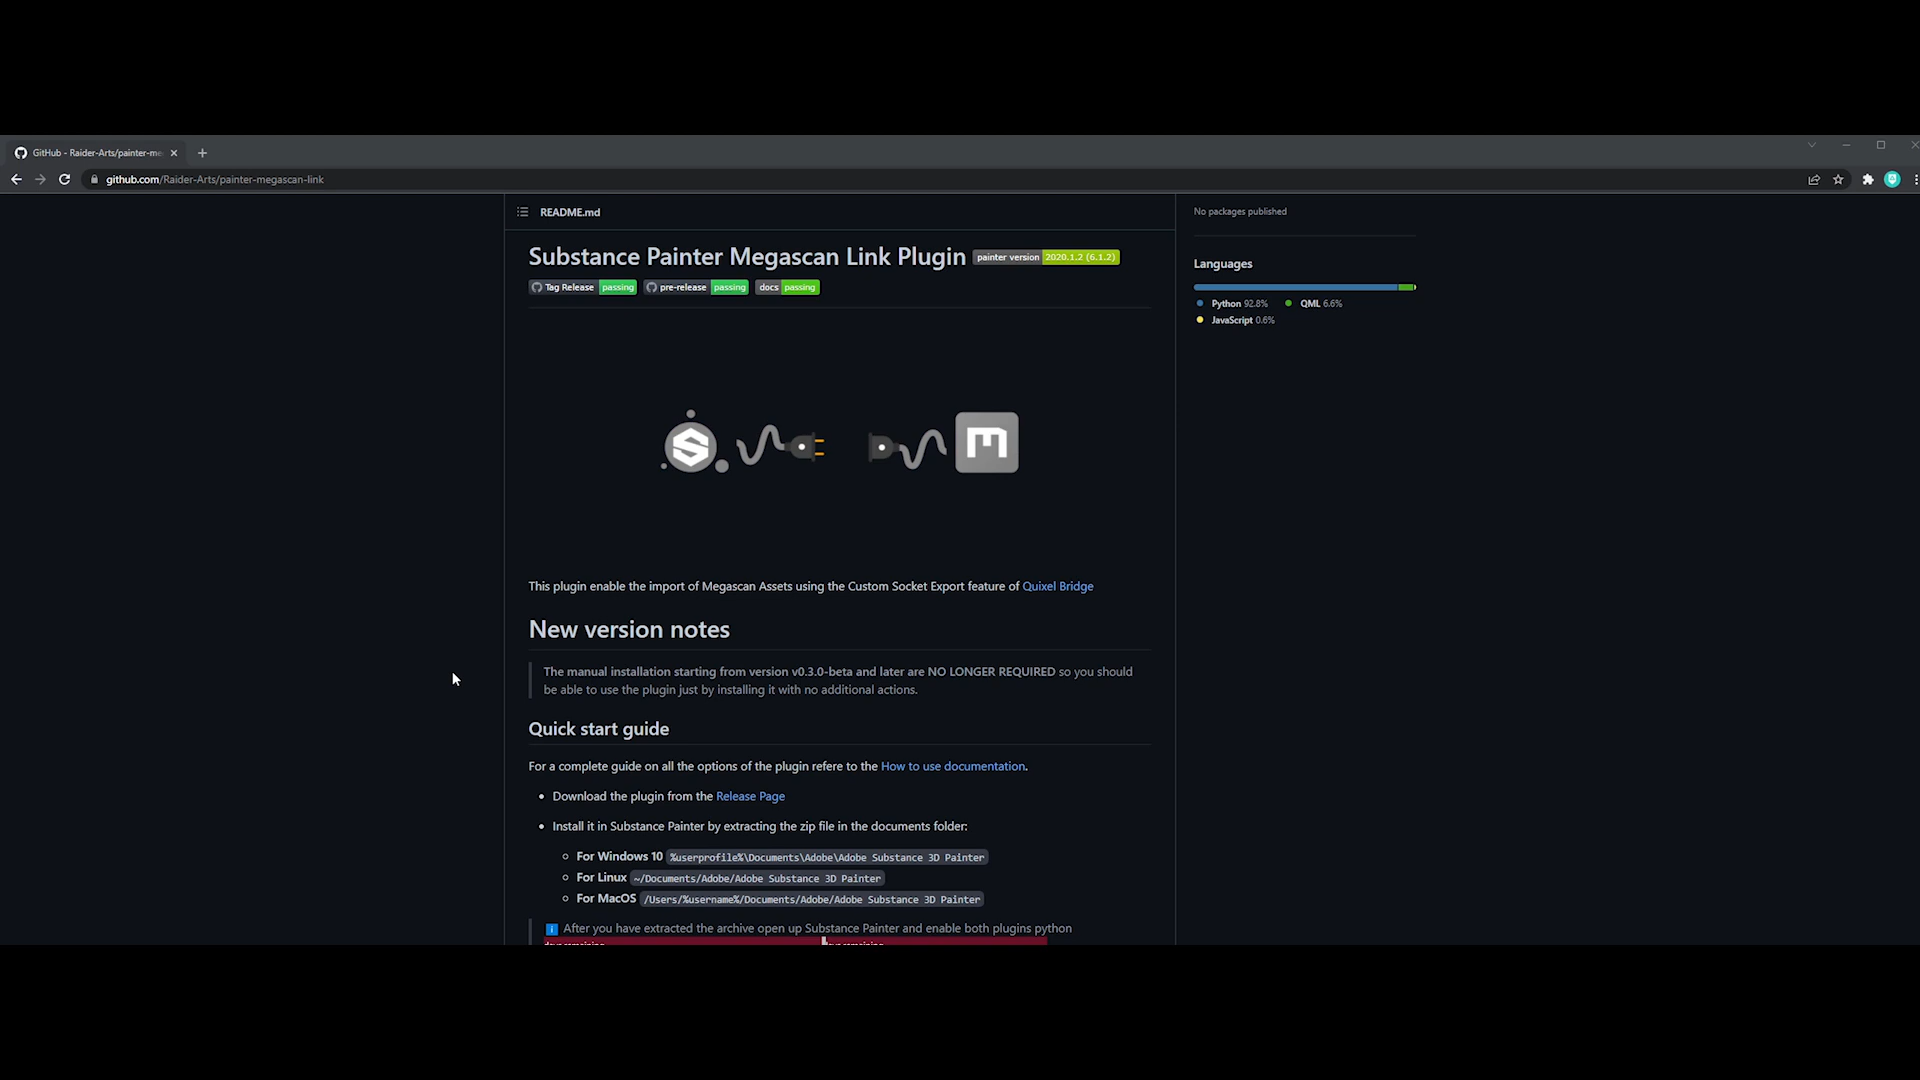 GitHub - Raider-Arts/painter-me
github.com/Raider-Arts/painter-megascan-link
README.md
No packages published
Substance Painter Megascan Link Plugin painter version 2020.1.2 (6.1.2)
Tag Release passing pre-release passing docs passing
Languages
Python 92.8% QML 6.6%
JavaScript 0.6%
This plugin enable the import of Megascan Assets using the Custom Socket Export feature of Quixel Bridge
New version notes
The manual installation starting from version v0.3.0-beta and later are NO LONGER REQUIRED so you should
be able to use the plugin just by installing it with no additional actions.
Quick start guide
For a complete guide on all the options of the plugin refere to the How to use documentation.
• Download the plugin from the Release Page
• Install it in Substance Painter by extracting the zip file in the documents folder:
For Windows 10 %userprofile%\Documents\Adobe\Adobe Substance 3D Painter
For Linux ~/Documents/Adobe/Adobe Substance 3D Painter
For MacOS /Users/%username%/Documents/Adobe/Adobe Substance 3D Painter
After you have extracted the archive open up Substance Painter and enable both plugins python